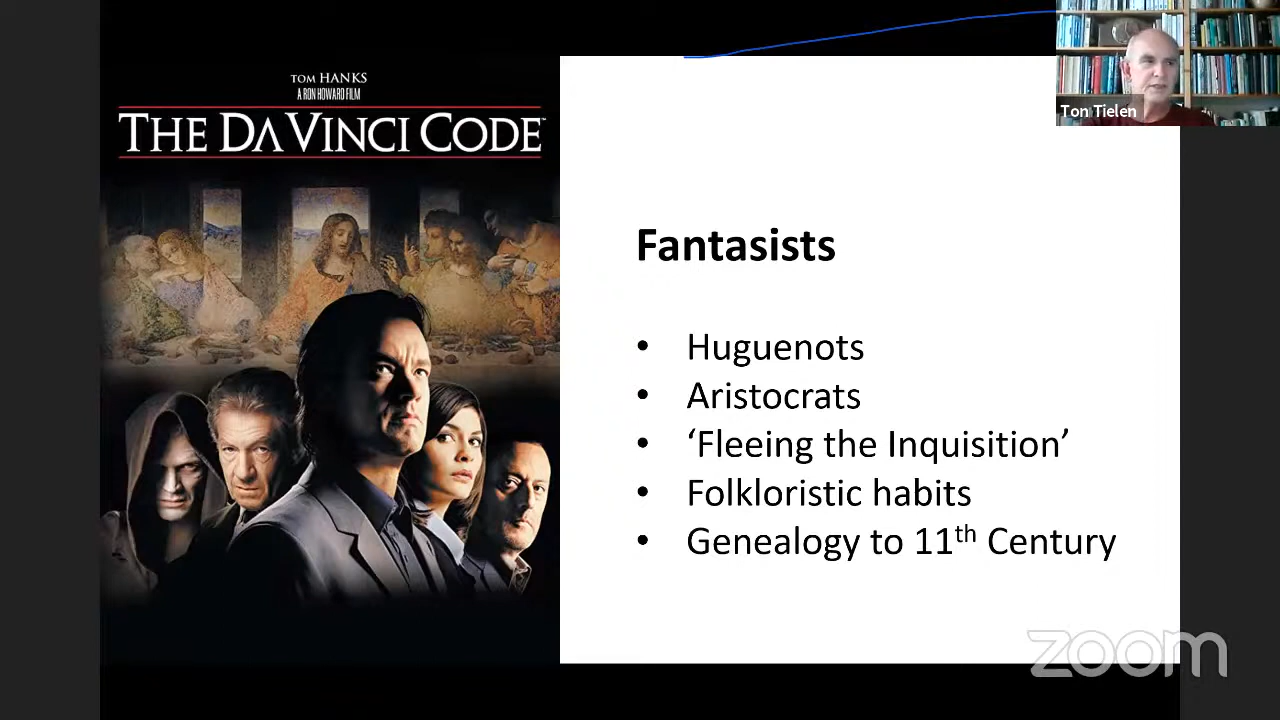 TOM HANKS
A RON HOWARD FILM
THE DA VINCI CODE
Ton Tielen
Fantasists
• Huguenots
• Aristocrats
• ‘Fleeing the Inquisition’
• Folkloristic habits
• Genealogy to 11th Century
zoom